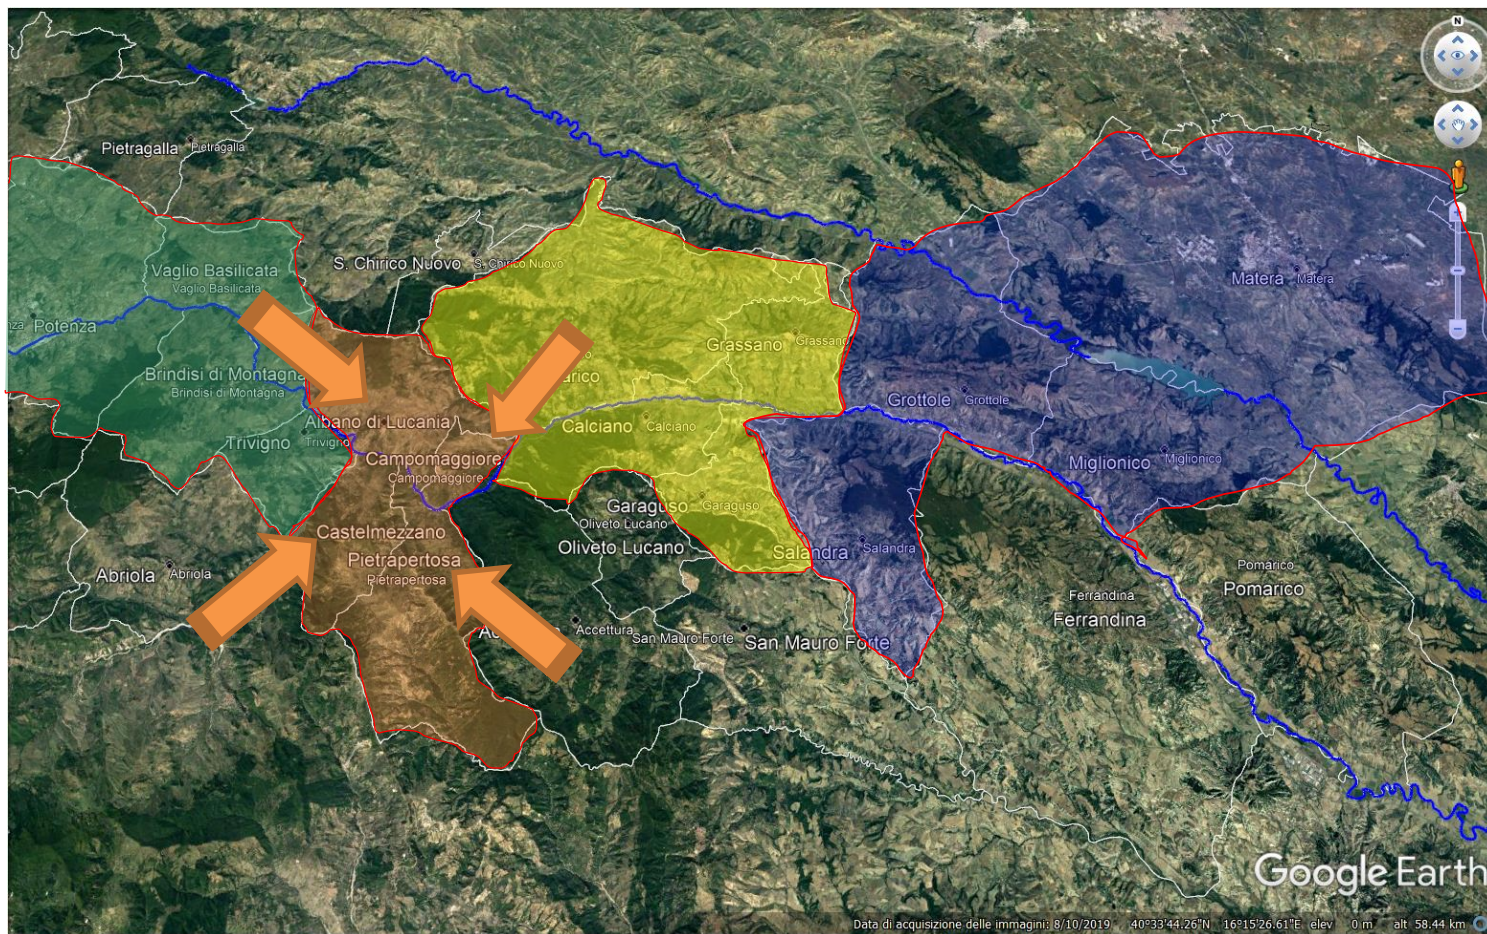 N
Pietragalla Pietragalla
Vaglio Basilicata
Vaglio Basilicata
S. Chirico Nuovo S. Chirico Nuovo
Matera Matera
Potenza
Grassano Grassano
Brindisi di Montagna
Brindisi di Montagna
Grottole Grottole
Albano di Lucania
Calciano Calciano
Trivigno Trivigno
Campomaggiore
Campomaggiore
Miglionico Miglionico
Garaguso Garaguso
Oliveto Lucano
Oliveto Lucano
Castelmezzano
Pietrapertosa
Pietrapertosa
Salandra Salandra
Abriola Abriola
Pomarico
Pomarico
Ferrandina
Ferrandina
Accettura
San Mauro Forte San Mauro Forte
Google Earth
Data di acquisizione delle immagini: 8/10/2019 40°33'44.26"N 16°15'26.61"E elev 0 m alt 58.44 km